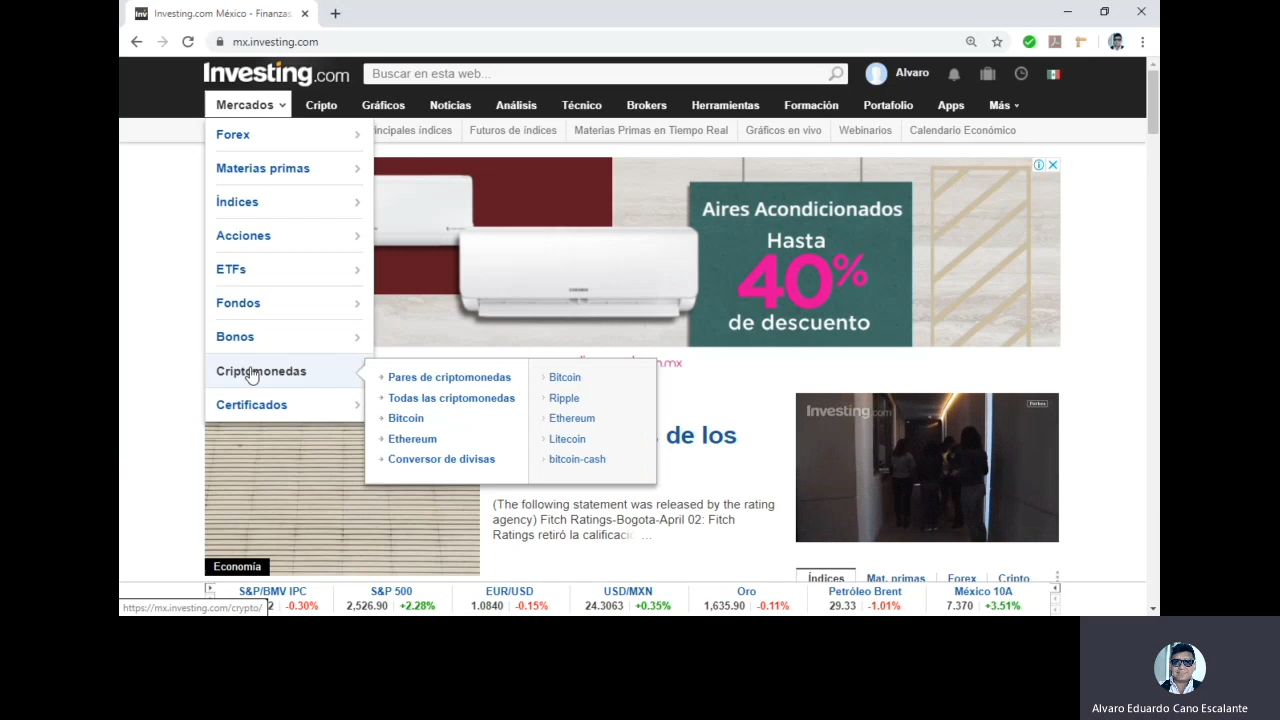 Investing.com México - Finanzas
mx.investing.com
Investing.com
Buscar en esta web...
Alvaro
Mercados
Cripto
Gráficos
Noticias
Análisis
Técnico
Brokers
Herramientas
Formación
Portafolio
Apps
Más
índices
Futuros de índices
Materias Primas en Tiempo Real
Gráficos en vivo
Webinarios
Calendario Económico
Forex
Materias primas
Índices
Acciones
ETFs
Fondos
Bonos
Criptomonedas
Certificados
Pares de criptomonedas
Todas las criptomonedas
Bitcoin
Ethereum
Conversor de divisas
Bitcoin
Ripple
Ethereum
Litecoin
bitcoin-cash
Aires Acondicionados
Hasta
40%
de descuento
de los
(The following statement was released by the rating
agency) Fitch Ratings-Bogota-April 02: Fitch
Ratings retiró la calificació ...
Economía
Investing.com
Forbes
Índices
Mat. primas
Forex
Cripto
S&P/BMV IPC
-0.30%
S&P 500
2,526.90 +2.28%
EUR/USD
1.0840 -0.15%
USD/MXN
24.3063 +0.35%
Oro
1,635.90 -0.11%
Petróleo Brent
29.33 -1.01%
México 10A
7.370 +3.51%
https://mx.investing.com/crypto/
Alvaro Eduardo Cano Escalante